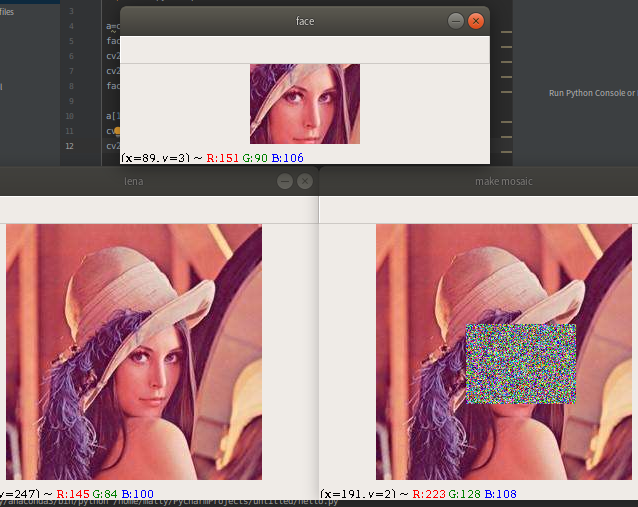 files
3
4
a=c
5
fac
6
cv2
7
cv2
8
fac
9
10
a[1
11
cv
12
cv2
face
(x=89, y=3) ~ R:151 G:90 B:106
Run Python Console or
lena
make mosaic
y=247) ~ R:145 G:84 B:100
(x=191, y=2) ~ R:223 G:128 B:108
y/anaconda3/bin/python /home/matty/PycharmProjects/untitled/hello.py